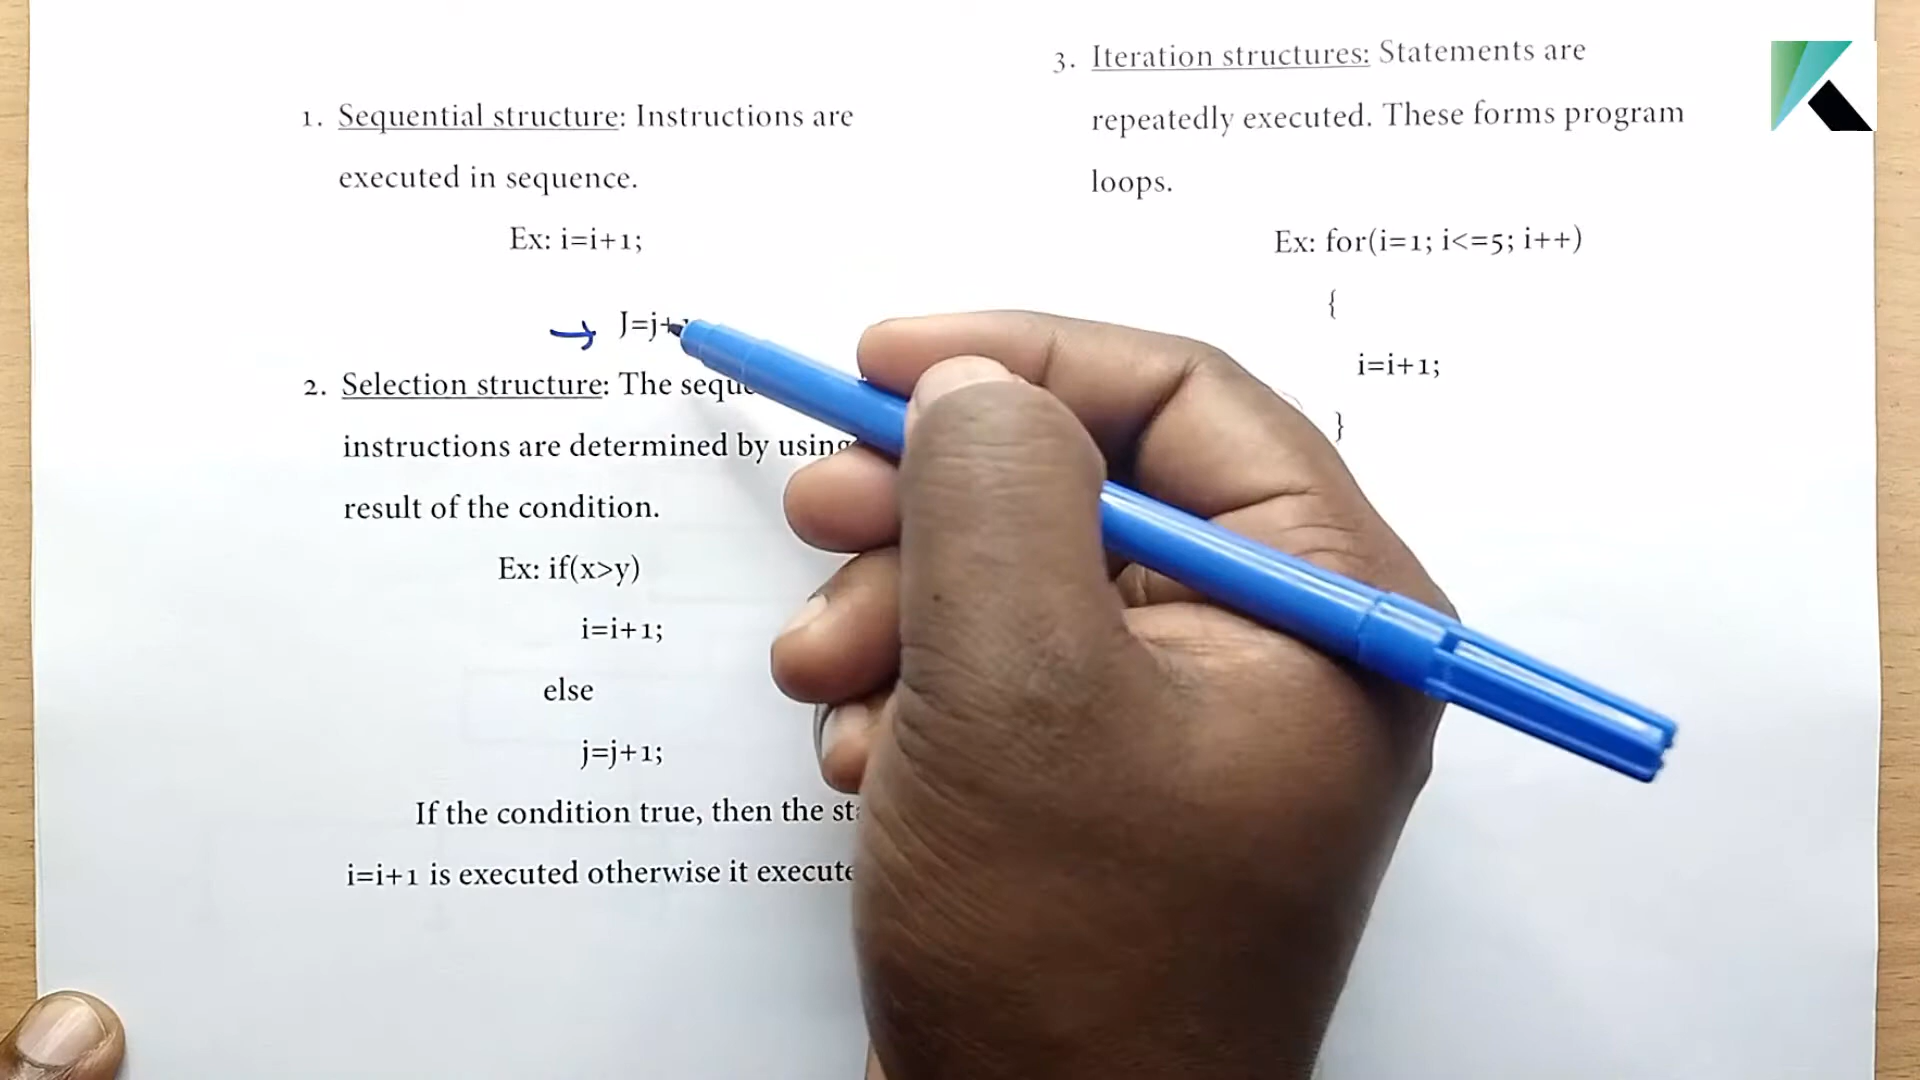 1. Sequential structure: Instructions are
executed in sequence.
Ex: i=i+1;
J=j+
2. Selection structure: The
instructions are determined by using
result of the condition.
Ex: if(x>y)
i=i+1;
else
j=j+1;
If the condition true, then the
i=i+1 is executed otherwise it
3. Iteration structures: Statements are
repeatedly executed. These forms program
loops.
Ex: for(i=1; i<=5; i++)
{
i=i+1;
}